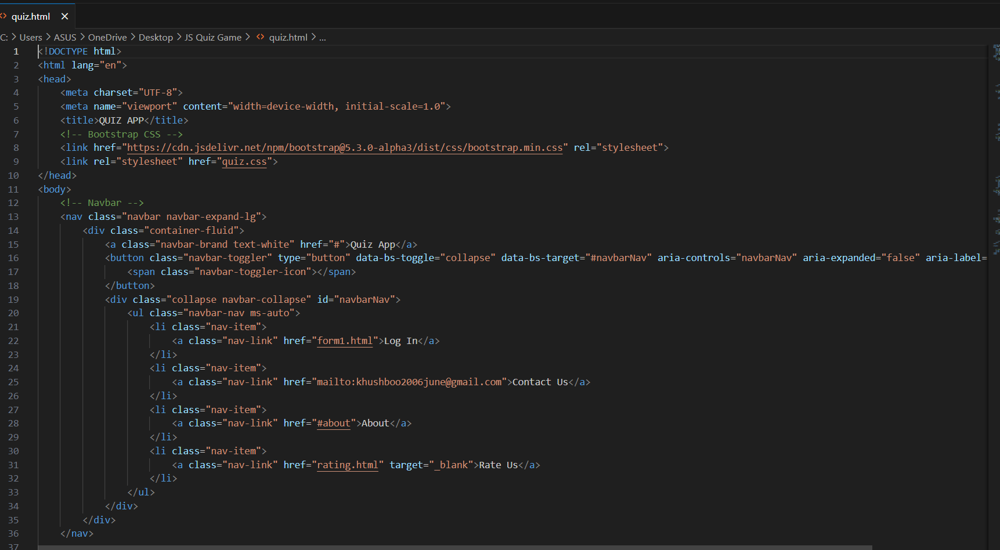 quiz.html
C: > Users > ASUS > OneDrive > Desktop > JS Quiz Game > quiz.html > ...
1 <!DOCTYPE html>
2 <html lang="en">
3 <head>
4     <meta charset="UTF-8">
5     <meta name="viewport" content="width=device-width, initial-scale=1.0">
6     <title>QUIZ APP</title>
7     <!-- Bootstrap CSS -->
8     <link href="https://cdn.jsdelivr.net/npm/bootstrap@5.3.0-alpha3/dist/css/bootstrap.min.css" rel="stylesheet">
9     <link rel="stylesheet" href="quiz.css">
10 </head>
11 <body>
12     <!-- Navbar -->
13     <nav class="navbar navbar-expand-lg">
14         <div class="container-fluid">
15             <a class="navbar-brand text-white" href="#">Quiz App</a>
16             <button class="navbar-toggler" type="button" data-bs-toggle="collapse" data-bs-target="#navbarNav" aria-controls="navbarNav" aria-expanded="false" aria-label=
17                 <span class="navbar-toggler-icon"></span>
18             </button>
19             <div class="collapse navbar-collapse" id="navbarNav">
20                 <ul class="navbar-nav ms-auto">
21                     <li class="nav-item">
22                         <a class="nav-link" href="form1.html">Log In</a>
23                     </li>
24                     <li class="nav-item">
25                         <a class="nav-link" href="mailto:khushboo2006june@gmail.com">Contact Us</a>
26                     </li>
27                     <li class="nav-item">
28                         <a class="nav-link" href="#about">About</a>
29                     </li>
30                     <li class="nav-item">
31                         <a class="nav-link" href="rating.html" target="_blank">Rate Us</a>
32                     </li>
33                 </ul>
34             </div>
35         </div>
36     </nav>
37